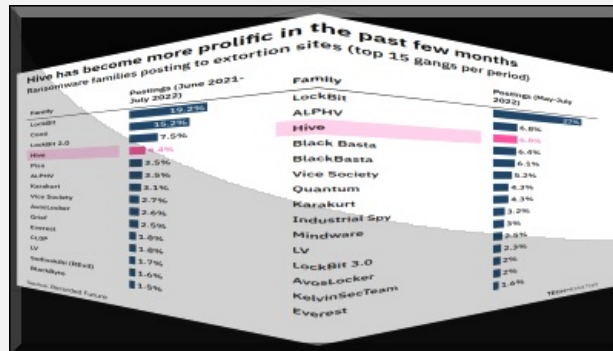 Hive has become more prolific in the past few months
Ransomware families posting to extortion sites (top 15 gangs per period)
Family
Postings (June 2021-
July 2022)
LockBit 19.2%
Conti 15.2%
LockBit 2.0 7.5%
Hive 4.4%
Pysa 3.5%
ALPHV 3.5%
Karakurt 3.1%
Vice Society 2.7%
AvosLocker 2.6%
Grief 2.5%
Everest 1.8%
CL0P 1.8%
LV 1.7%
Sodinokibi (REvil) 1.6%
BlackByte 1.5%
Source: Recorded Future
Family
Postings (May-July
2022)
LockBit 27%
ALPHV 6.8%
Hive 6.8%
Black Basta 6.4%
BlackBasta 6.1%
Vice Society 5.2%
Quantum 4.3%
Karakurt 4.3%
Industrial Spy 3.2%
Mindware 3%
LV 2.5%
LockBit 3.0 2.3%
AvosLocker 2%
KelvinSecTeam 2%
Everest 1.6%